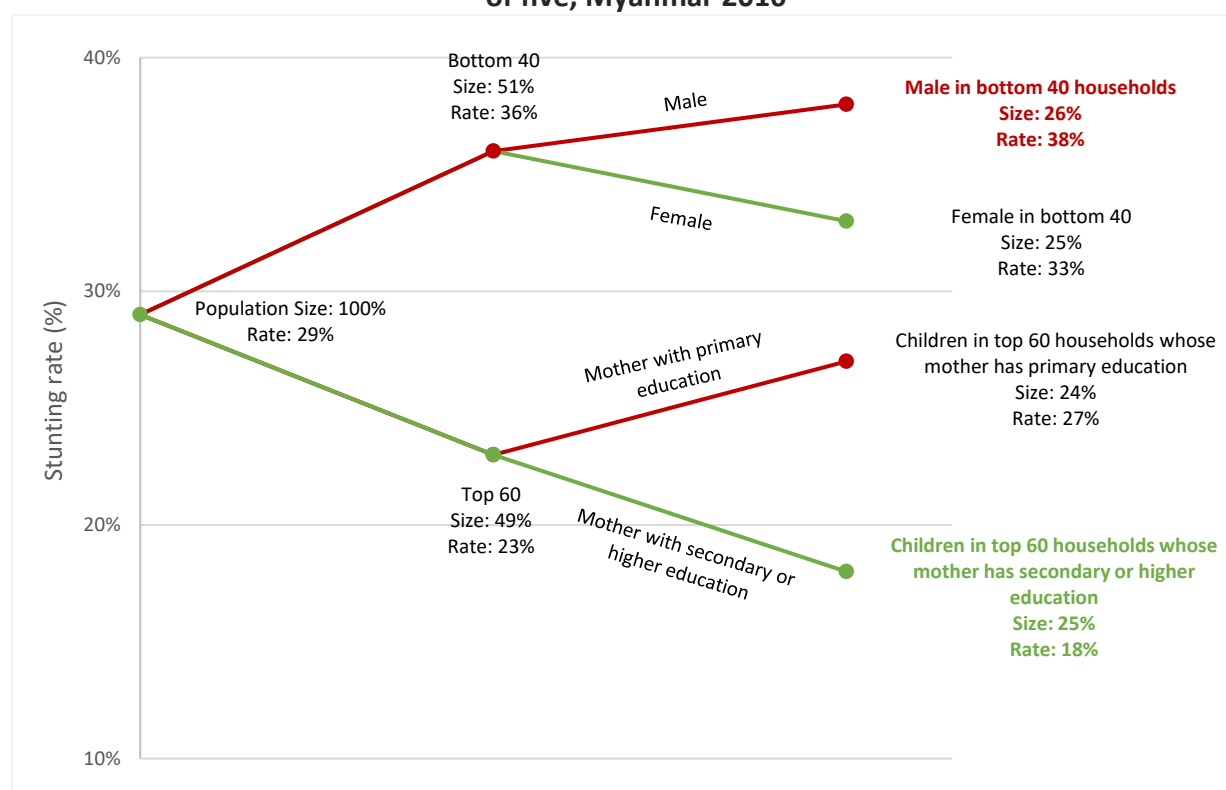 of five, Myanmar 2016
40%
30%
20%
10%
Stunting rate (%)
Population Size: 100%
Rate: 29%
Bottom 40
Size: 51%
Rate: 36%
Male
Female
Male in bottom 40 households
Size: 26%
Rate: 38%
Female in bottom 40
Size: 25%
Rate: 33%
Top 60
Size: 49%
Rate: 23%
Mother with primary
education
Mother with secondary or
higher education
Children in top 60 households whose
mother has primary education
Size: 24%
Rate: 27%
Children in top 60 households whose
mother has secondary or higher
education
Size: 25%
Rate: 18%